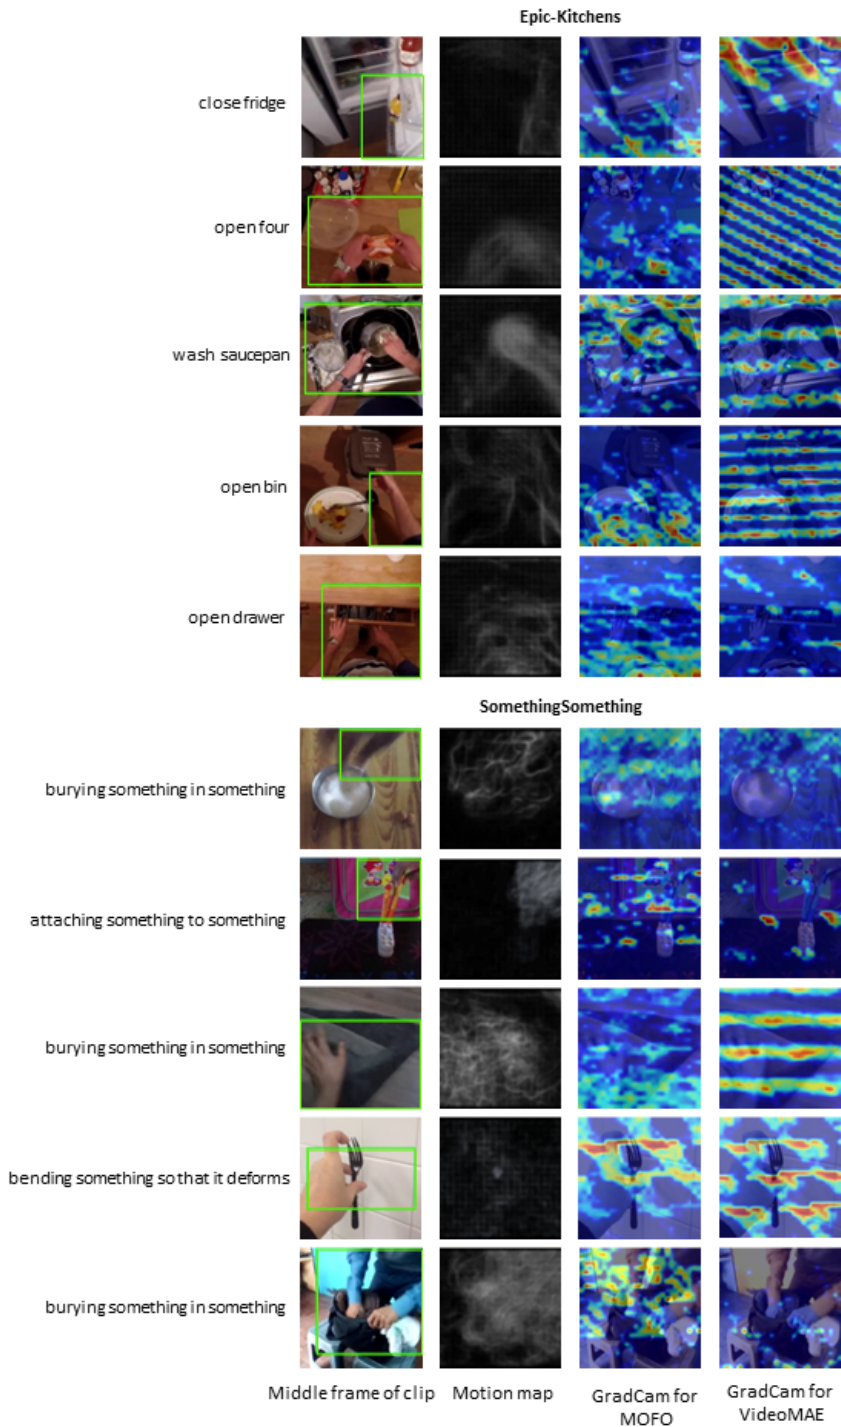 Epic-Kitchens
close fridge
open four
wash saucepan
open bin
open drawer
SomethingSomething
burying something in something
attaching something to something
burying something in something
bending something so that it deforms
burying something in something
Middle frame of clip
Motion map
GradCam for
MOFO
GradCam for
VideoMAE